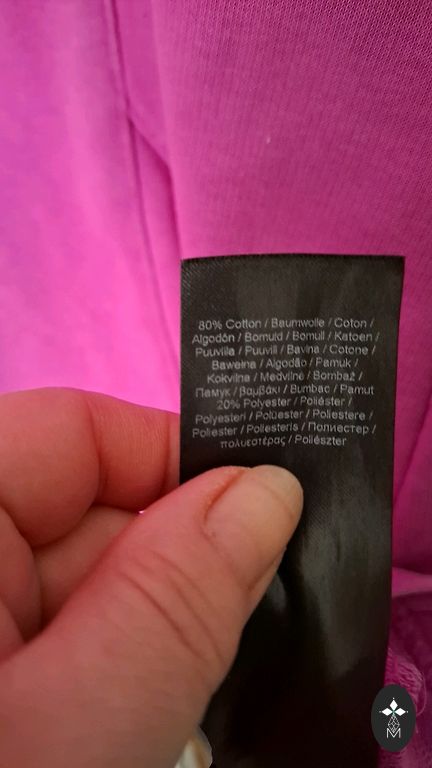 80% Cotton / Baumwolle / Coton /
Algodón / Bomuld / Bomull / Katoen /
Puuvilla / Puuvill / Bavlna / Cotone /
Bawełna / Algodão / Pamuk /
Kokvilna / Medvilnė / Bombaž /
Памук / Βαμβάκι / Bumbac / Pamut
20% Polyester / Poliéster /
Polyesteri / Polüester / Poliestere /
Poliester / Poliesteris / Полиестер /
πολυεστέρας / Poliészter
M